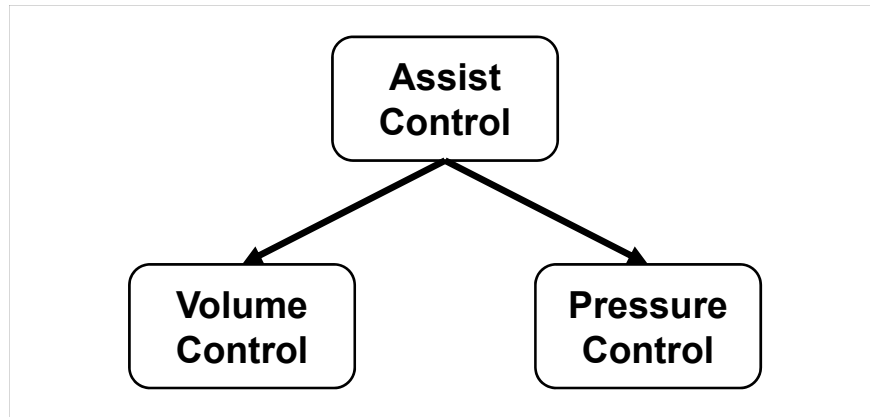 Assist
Control
Volume
Control
Pressure
Control